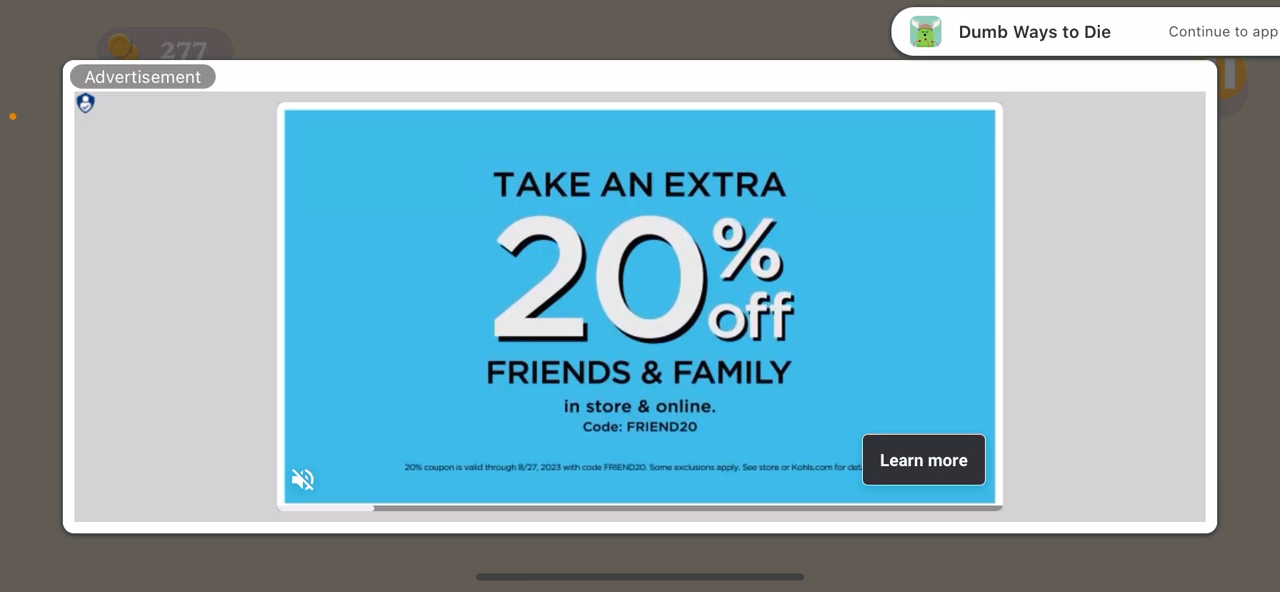 277
Dumb Ways to Die
Continue to app
Advertisement
TAKE AN EXTRA
20% off
FRIENDS & FAMILY
in store & online.
Code: FRIEND20
20% coupon is valid through 8/27, 2023 with code FRIEND20. Some exclusions apply. See store or Kohls.com for
Learn more